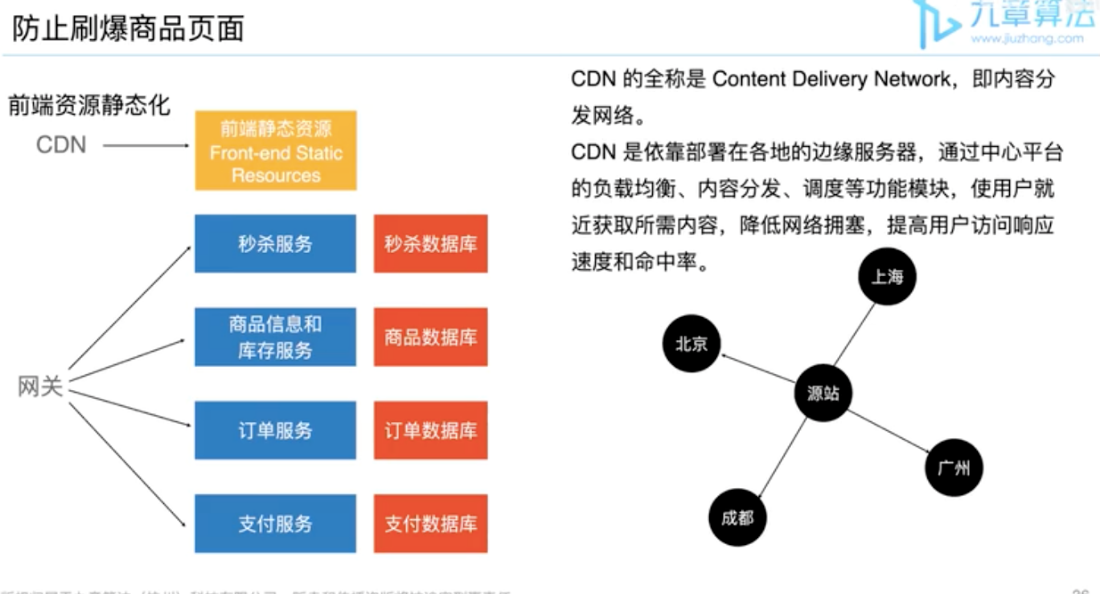 防止刷爆商品页面
九章算法
www.jiuzhang.com
前端资源静态化
CDN
前端静态资源
Front-end Static
Resources
秒杀服务
秒杀数据库
商品信息和
库存服务
商品数据库
网关
订单服务
订单数据库
支付服务
支付数据库
CDN 的全称是 Content Delivery Network，即内容分
发网络。
CDN 是依靠部署在各地的边缘服务器，通过中心平台
的负载均衡、内容分发、调度等功能模块，使用户就
近获取所需内容，降低网络拥塞，提高用户访问响应
速度和命中率。
上海
北京
源站
广州
成都